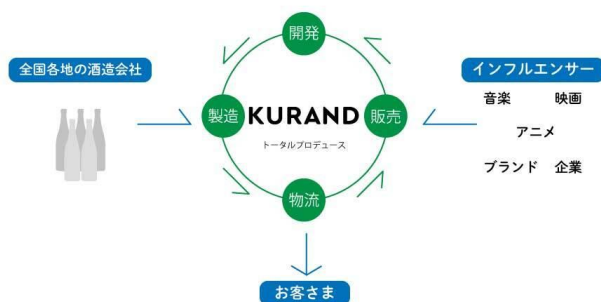 開発
全国各地の酒造会社
インフルエンサー
音楽 映画
製造 KURAND 販売
アニメ
トータルプロデュース
ブランド 企業
物流
お客さま